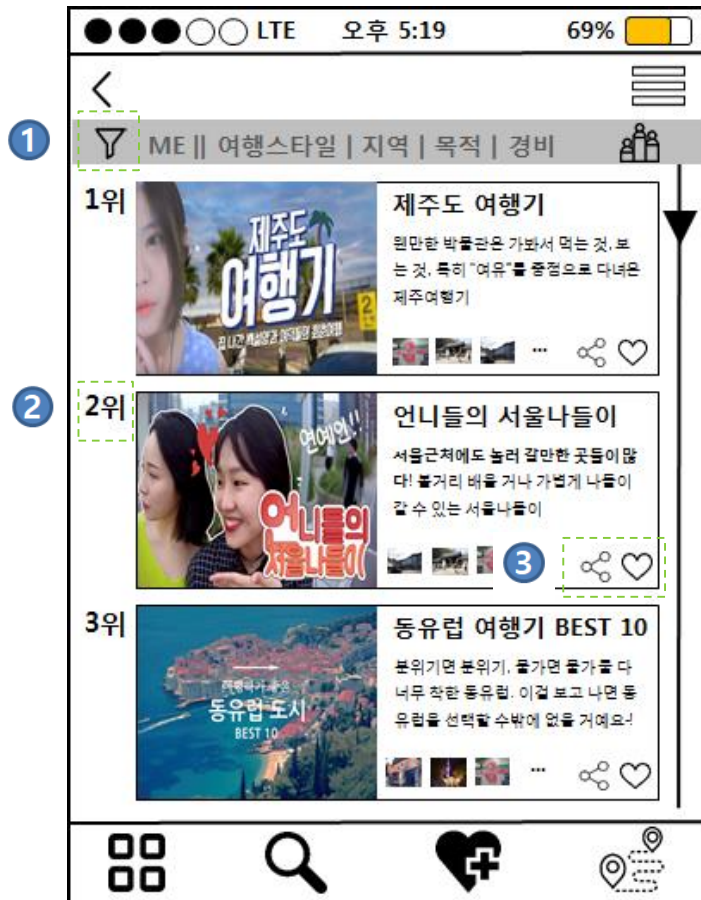 LTE 오후 5:19 69%
1 ME || 여행스타일 | 지역 | 목적 | 경비
1위
제주도
여행기
2
제주도 여행기
원만한 박물관은 가봐서 먹는 것, 보
는 것, 특히 "여유"를 중점으로 다녀온
제주여행기
...
2
2위
연예인!!
언니들의
서울나들이
언니들의 서울나들이
서울근처에도 놀러 갈만한 곳들이 많
다! 볼거리 배울 거나 가볍게 나들이
갈 수 있는 서울나들이
3
3위
동유럽 도시
BEST 10
동유럽 여행기 BEST 10
분위기면 분위기, 물가면 물가를 다
너무 착한 동유럽. 이걸 보고 나면 동
유럽을 선택할 수밖에 없을 거예요~!
...